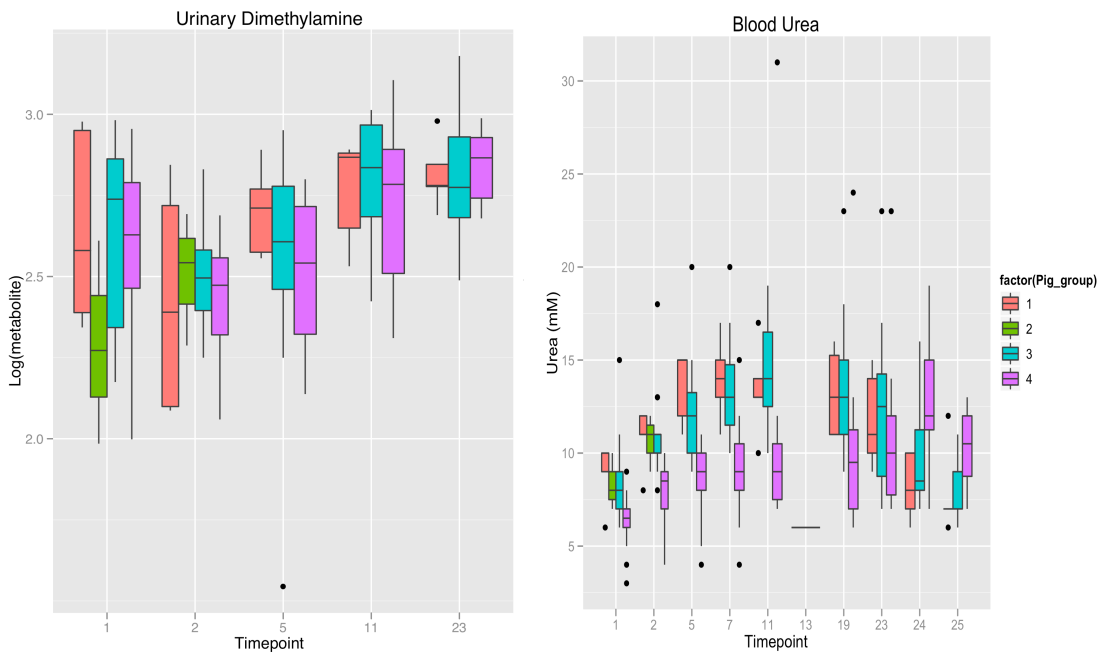 Urinary Dimethylamine
Log(metabolite)
3.0
2.5
2.0
1 2 5 11 23
Timepoint
Blood Urea
Urea (mM)
30
25
20
15
10
5
1 2 5 7 11 13 19 23 24 25
Timepoint
factor(Pig_group)
1
2
3
4